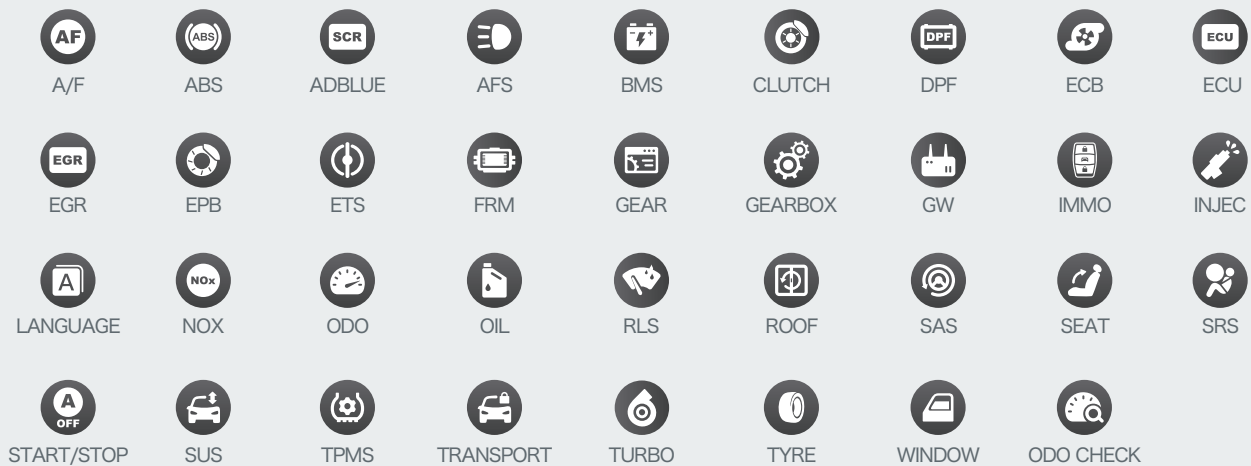 AF ABS SCR DPF ECU
A/F ABS ADBLUE AFS BMS CLUTCH DPF ECB ECU
EGR
EGR EPB ETS FRM GEAR GEARBOX GW IMMO INJEC
A NOx
LANGUAGE NOX ODO OIL RLS ROOF SAS SEAT SRS
A
OFF
START/STOP SUS TPMS TRANSPORT TURBO TYRE WINDOW ODO CHECK